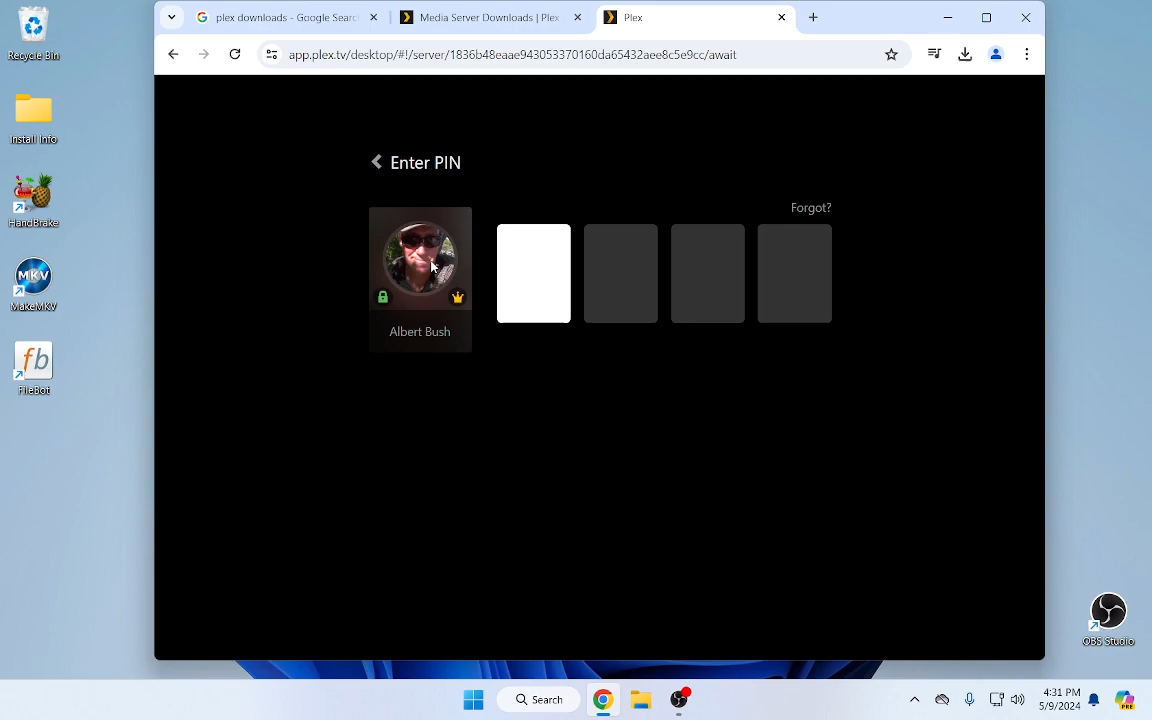 plex downloads - Google Searc
Media Server Downloads | Plex
Plex
app.plex.tv/desktop/#!/server/1836b48eaae943053370160da65432aee8c5e9cc/await
Recycle Bin
Install Info
HandBrake
MKV
MakeMKV
fb
FileBot
Enter PIN
Forgot?
Albert Bush
OBS Studio
Search
4:31 PM
5/9/2024
PRE